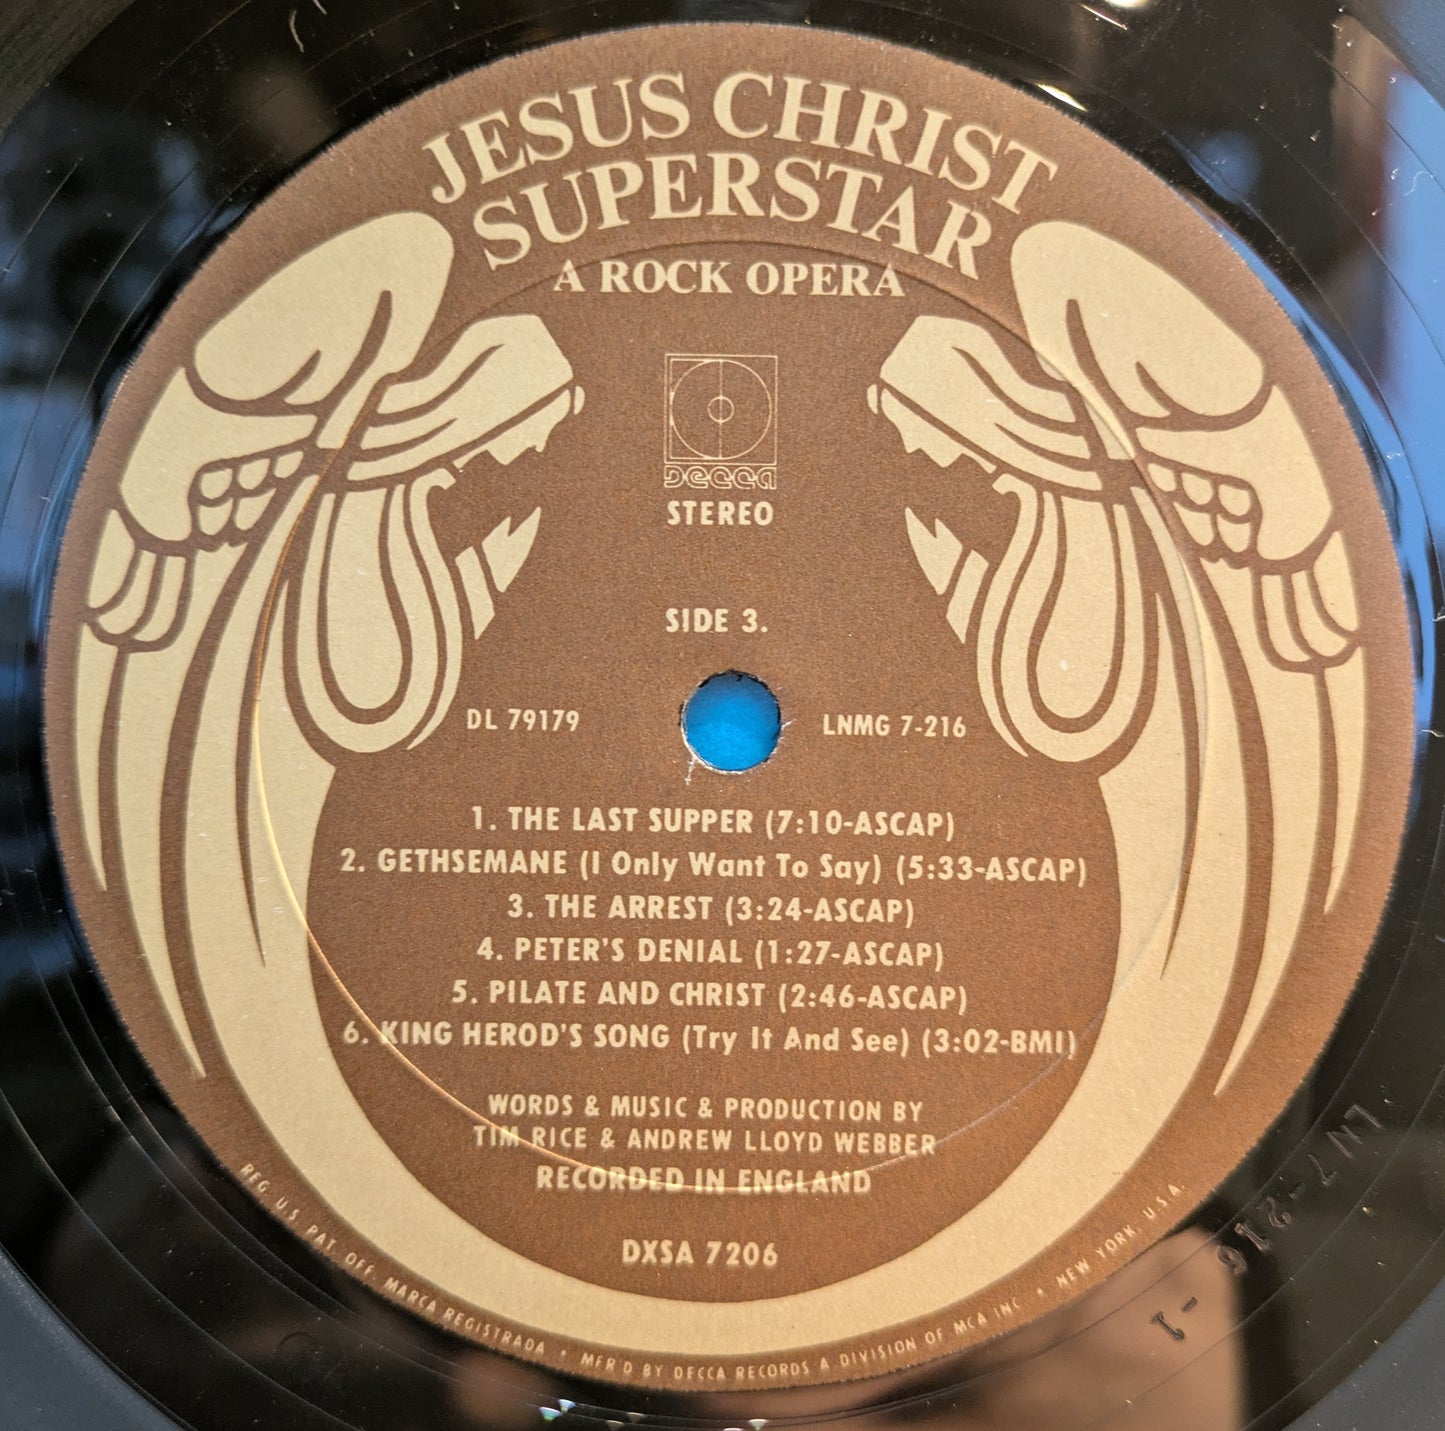 JESUS CHRIST
SUPERSTAR
A ROCK OPERA
DECCA
STEREO
SIDE 3.
DL 79179
LNMG 7-216
1. THE LAST SUPPER (7:10-ASCAP)
2. GETHSEMANE (I Only Want To Say) (5:33-ASCAP)
3. THE ARREST (3:24-ASCAP)
4. PETER'S DENIAL (1:27-ASCAP)
5. PILATE AND CHRIST (2:46-ASCAP)
6. KING HEROD'S SONG (Try It And See) (3:02-BMI)
WORDS & MUSIC & PRODUCTION BY
TIM RICE & ANDREW LLOYD WEBBER
RECORDED IN ENGLAND
DXSA 7206
REG. U.S. PAT. OFF. MARCA REGISTRADA • MFR'D BY DECCA RECORDS A DIVISION OF MCA INC. • NEW YORK, U.S.A.
LN 7-216 -1